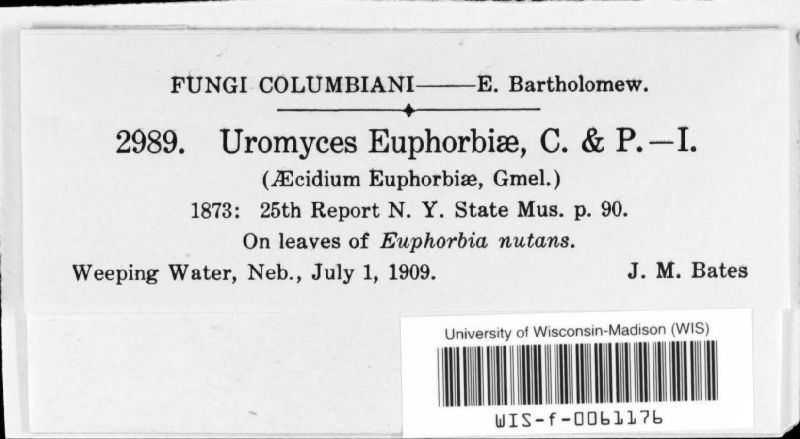 FUNGI COLUMBIANI——E. Bartholomew.
2989. Uromyces Euphorbiæ, C. & P.—I.
(Æcidium Euphorbiæ, Gmel.)
1873: 25th Report N. Y. State Mus. p. 90.
On leaves of Euphorbia nutans.
Weeping Water, Neb., July 1, 1909. J. M. Bates
University of Wisconsin-Madison (WIS)
WIS-f-0061176